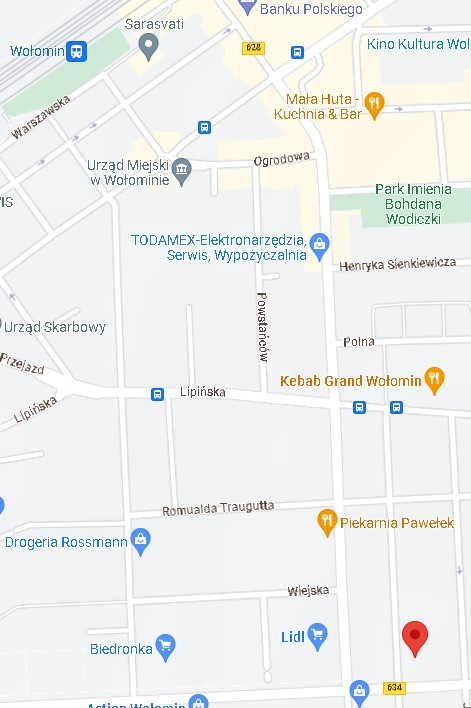 Banku Polskiego
Sarasvati
Wołomin
628
Kino Kultura Woł
Mała Huta -
Kuchnia & Bar
Warszawska
Ogrodowa
Urząd Miejski
w Wołominie
Park Imienia
Bohdana
Wodiczki
TODAMEX-Elektronarzędzia,
Serwis, Wypożyczalnia
Henryka Sienkiewicza
Powstańców
Urząd Skarbowy
Polna
Przejazd
Kebab Grand Wołomin
Lipińska
Lipińska
Romualda Traugutta
Piekarnia Pawełek
Drogeria Rossmann
Wiejska
Lidl
Biedronka
634
Action Wołomin